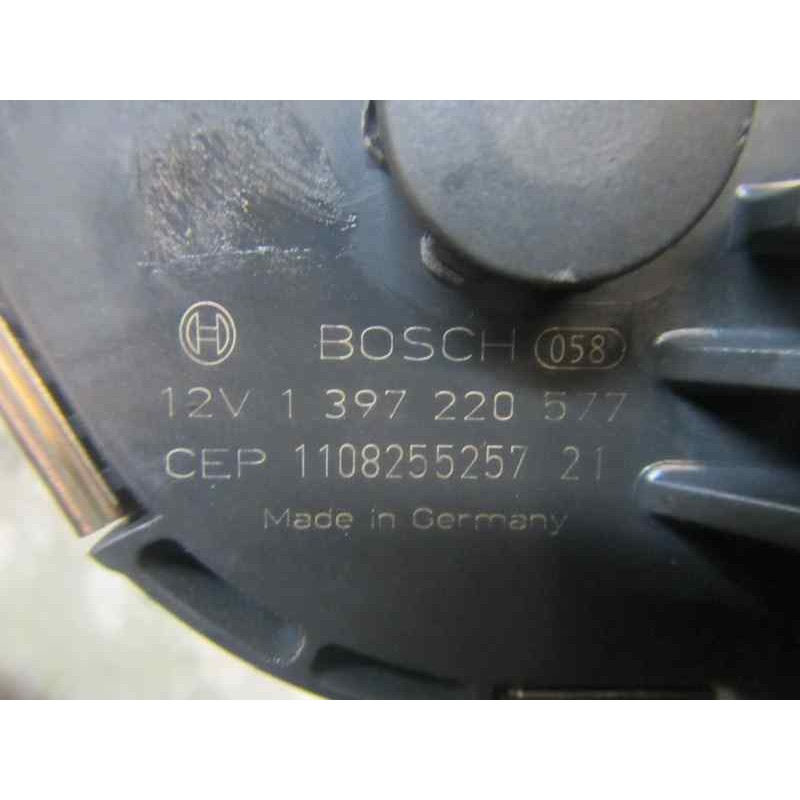 BOSCH 058
12V 1 397 220 577
CEP 1108255257 21
Made in Germany